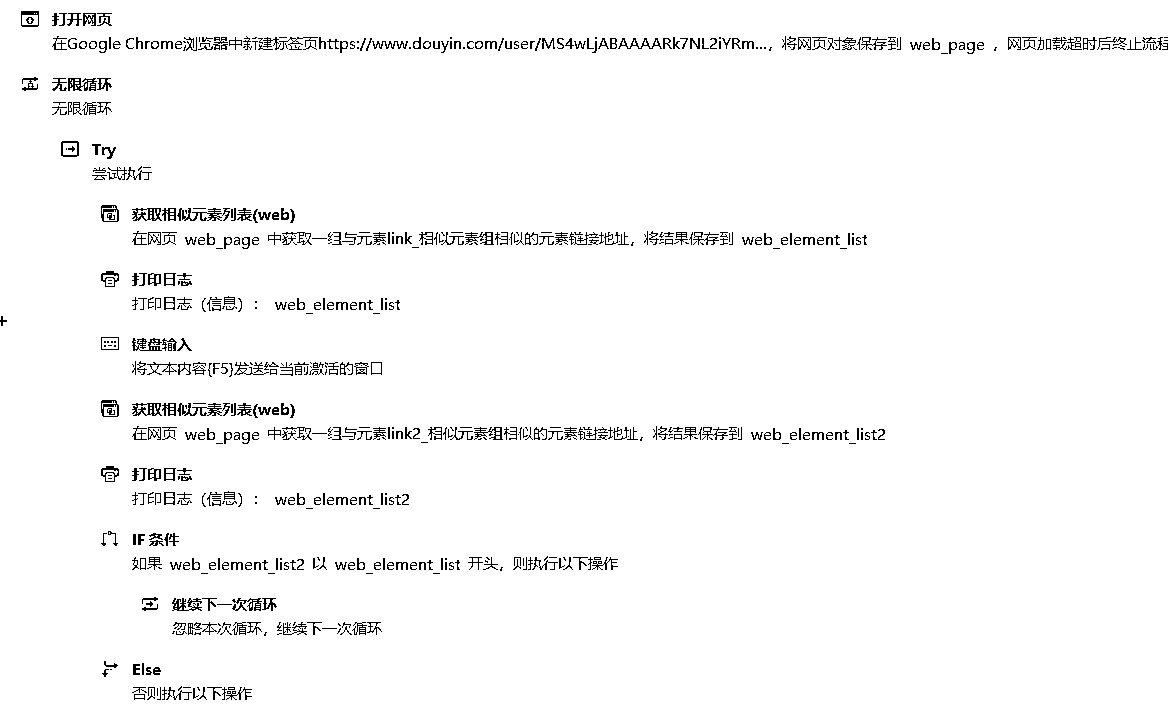 打开网页
在Google Chrome浏览器中新建标签页https://www.douyin.com/user/MS4wLjABAAAARk7NL2iYRm...，将网页对象保存到 web_page ，网页加载超时后终止流程
无限循环
无限循环
Try
尝试执行
获取相似元素列表(web)
在网页 web_page 中获取一组与元素link_相似元素组相似的元素链接地址，将结果保存到 web_element_list
打印日志
打印日志（信息）： web_element_list
键盘输入
将文本内容{F5}发送给当前激活的窗口
获取相似元素列表(web)
在网页 web_page 中获取一组与元素link2_相似元素组相似的元素链接地址，将结果保存到 web_element_list2
打印日志
打印日志（信息）： web_element_list2
IF 条件
如果 web_element_list2 以 web_element_list 开头，则执行以下操作
继续下一次循环
忽略本次循环，继续下一次循环
Else
否则执行以下操作